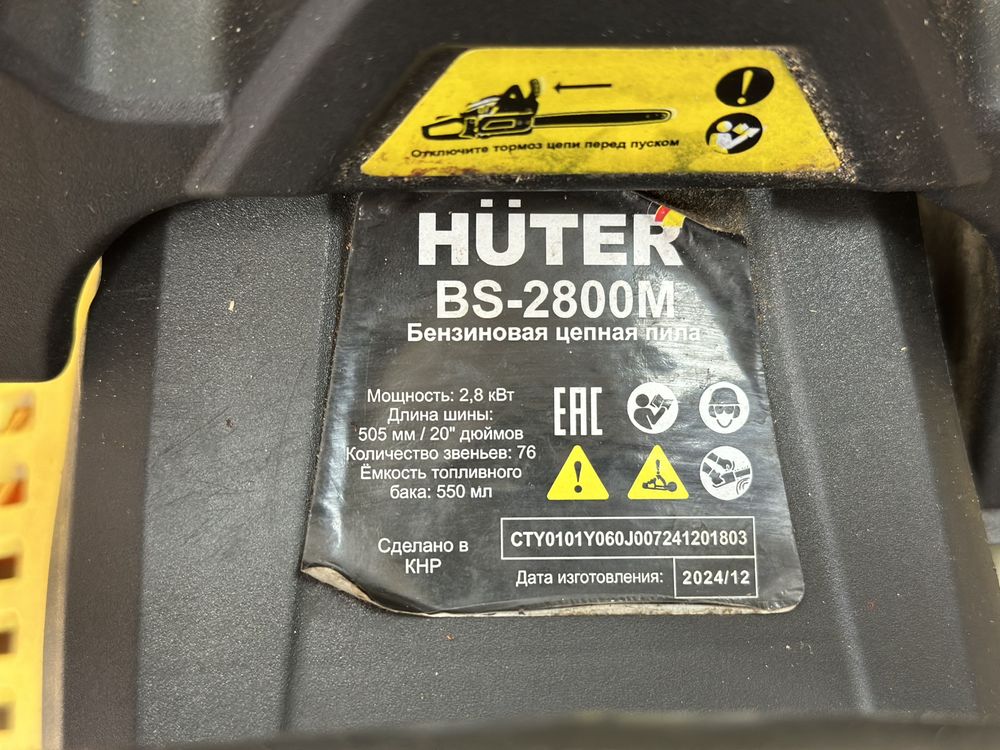 Отключите тормоз цепи перед пуском
HÜTER
BS-2800M
Бензиновая цепная пила
Мощность: 2,8 кВт
Длина шины:
505 мм / 20" дюймов
Количество звеньев: 76
Ёмкость топливного
бака: 550 мл
EAC
Сделано в
КНР
CTY0101Y060J007241201803
Дата изготовления: 2024/12